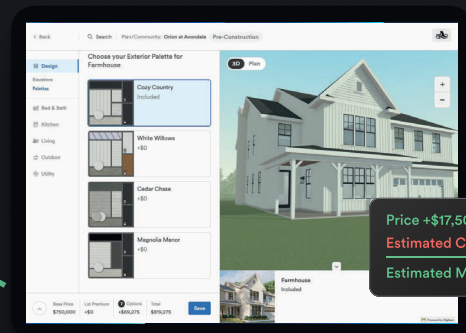 < Back
Search
Plan/Community: Orion at Avondale
Pre-Construction
Design
Elevations
Palettes
Bed & Bath
Kitchen
Living
Outdoor
Utility
Choose your Exterior Palette for
Farmhouse
Cozy Country
Included
White Willows
+$0
Cedar Chase
+$0
Magnolia Manor
+$0
3D Plan
+
−
Price +$17,50
Estimated C
Estimated M
Farmhouse
Included
Base Price
$750,000
Lot Premium
+$0
7 Options
+$69,275
Total
$819,275
Save